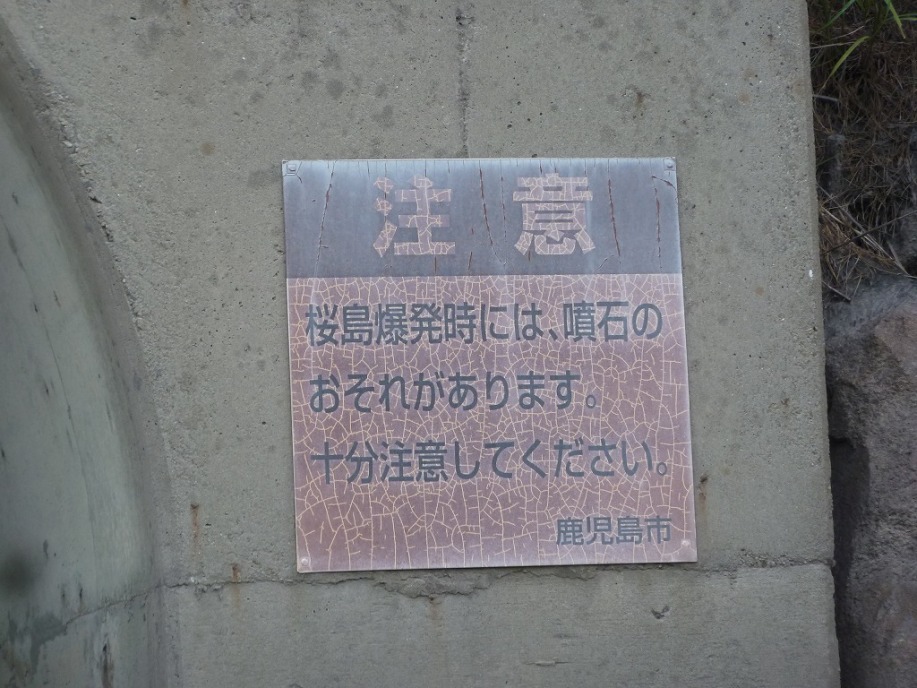 注意
桜島爆発時には、噴石の
おそれがあります。
十分注意してください。
鹿児島市